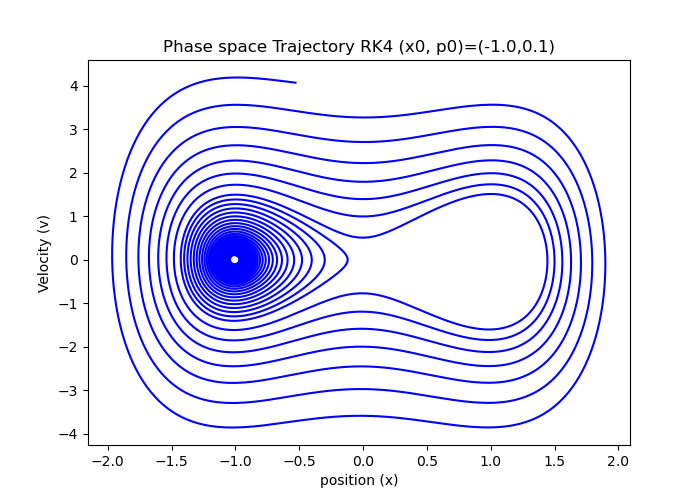 Phase space Trajectory RK4 (x0, p0)=(-1.0,0.1)
4
3
2
1
0
−1
−2
−3
−4
Velocity (v)
−2.0 −1.5 −1.0 −0.5 0.0 0.5 1.0 1.5 2.0
position (x)